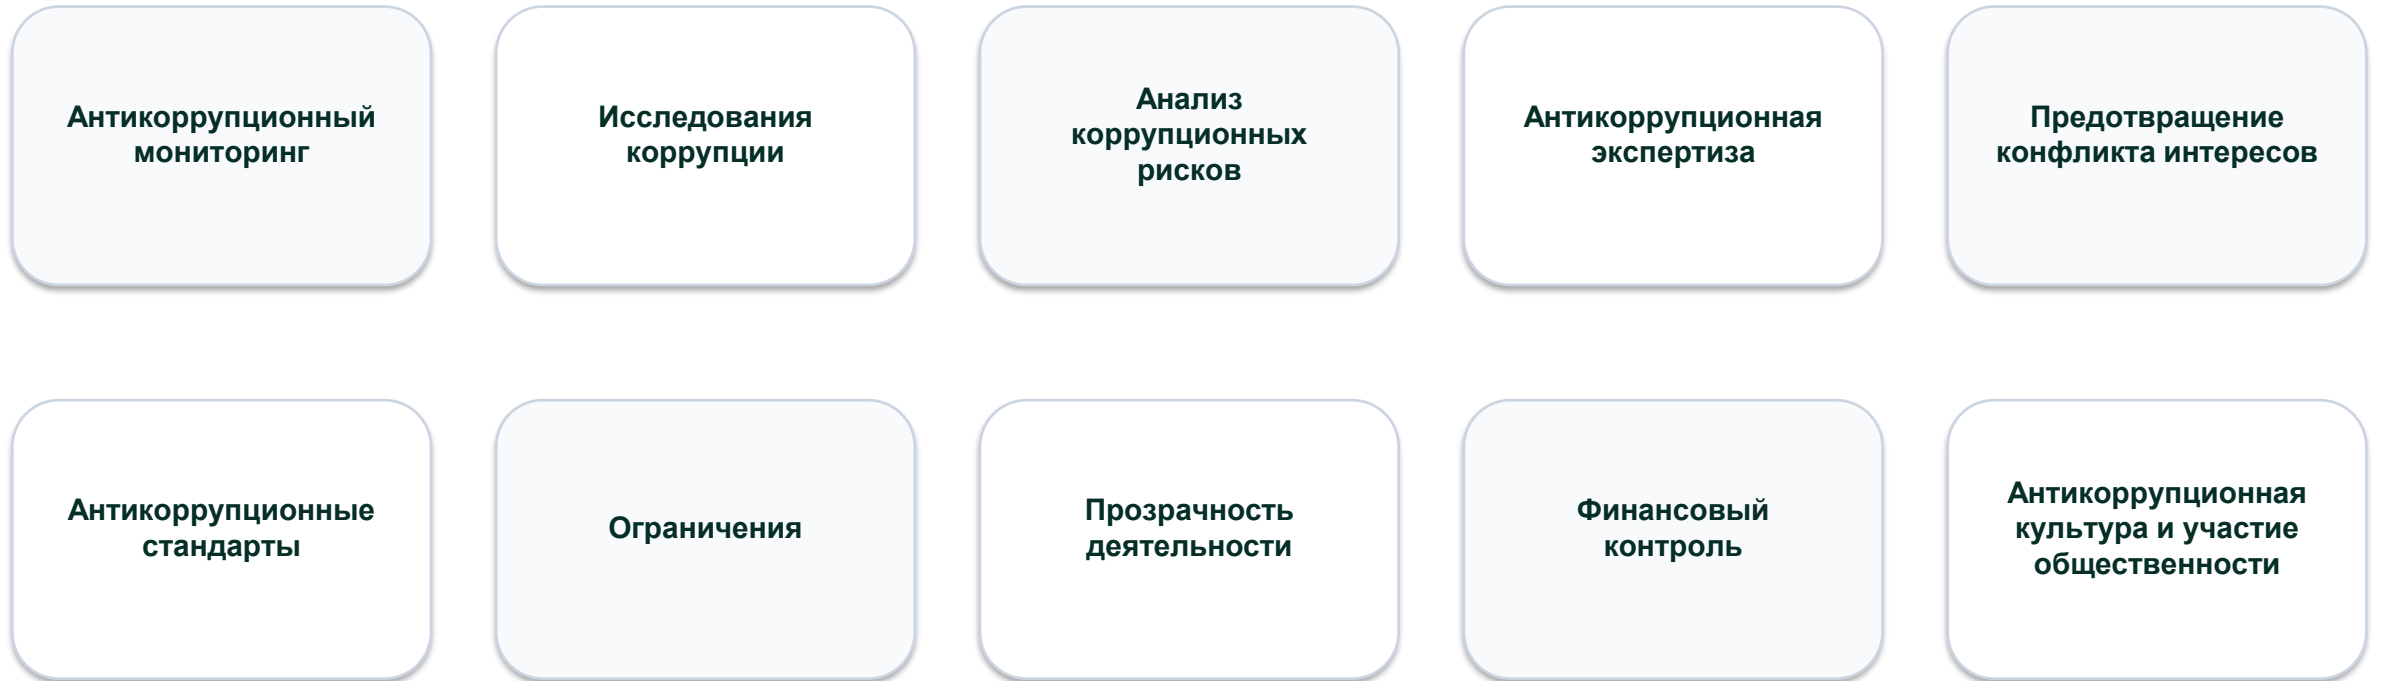 Антикоррупционный
мониторинг
Исследования
коррупции
Анализ
коррупционных
рисков
Антикоррупционная
экспертиза
Предотвращение
конфликта интересов
Антикоррупционные
стандарты
Ограничения
Прозрачность
деятельности
Финансовый
контроль
Антикоррупционная
культура и участие
общественности